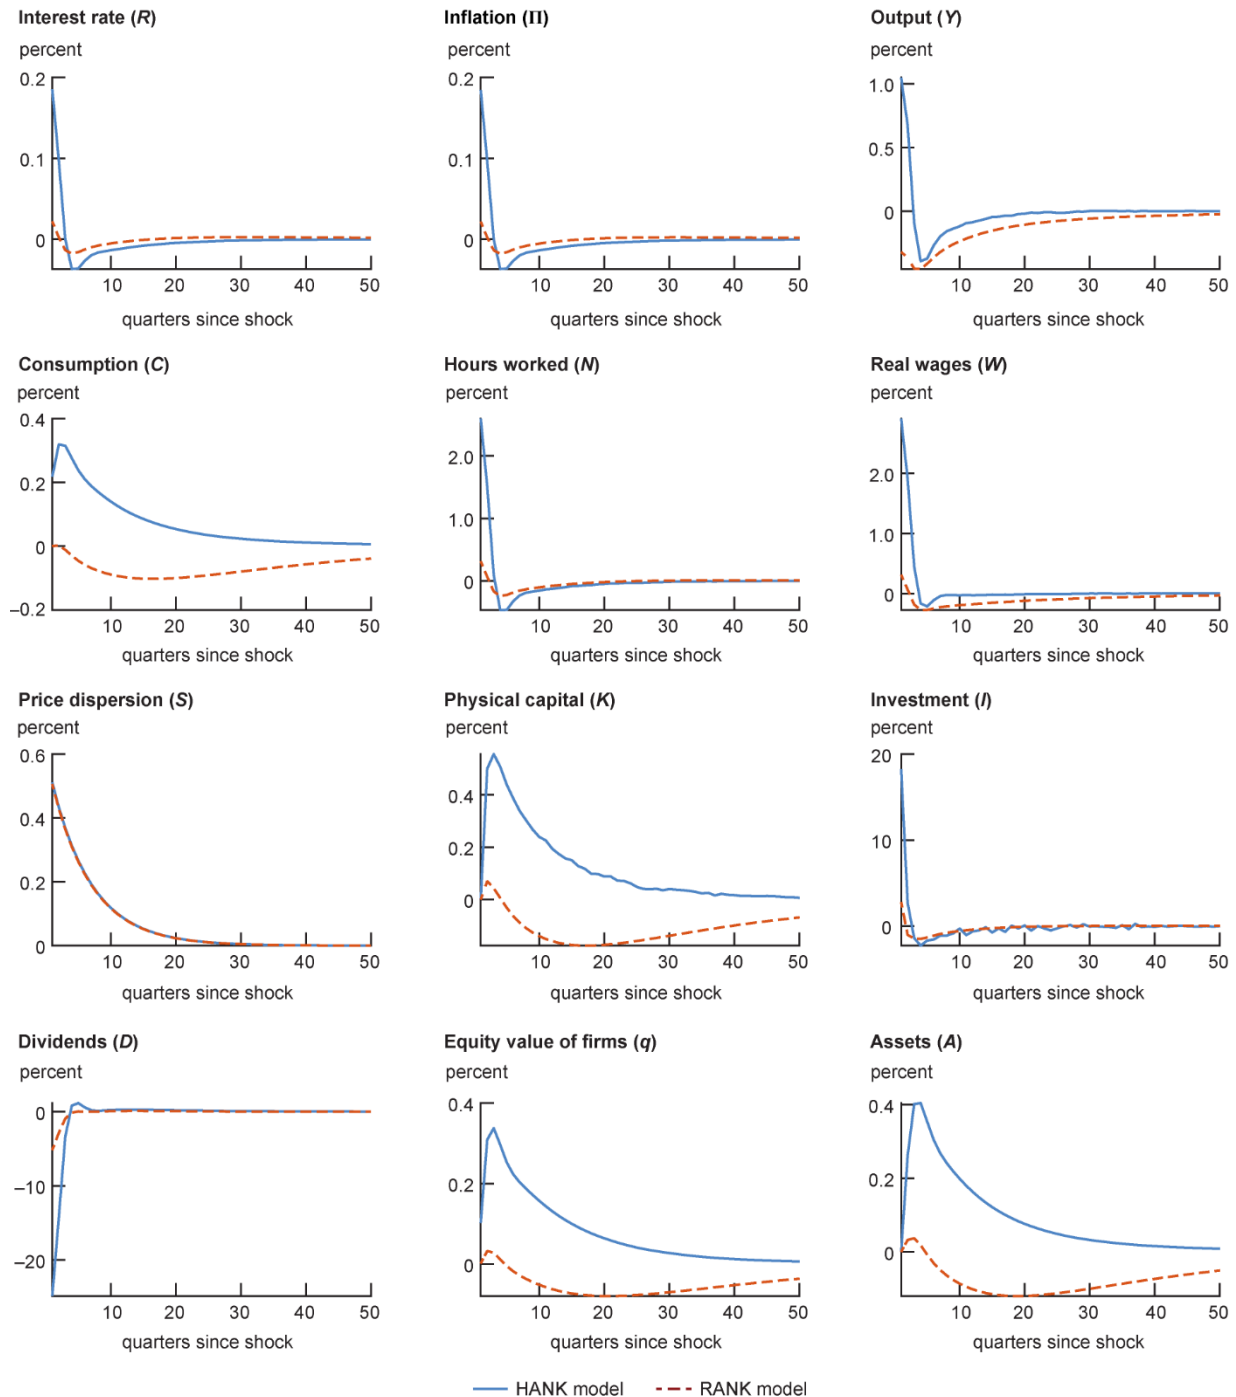 Interest rate (R)
percent
0.2
0.1
0
10 20 30 40 50
quarters since shock
Inflation (Π)
percent
0.2
0.1
0
10 20 30 40 50
quarters since shock
Output (Y)
percent
1.0
0.5
0
10 20 30 40 50
quarters since shock
Consumption (C)
percent
0.4
0.2
0
–0.2
10 20 30 40 50
quarters since shock
Hours worked (N)
percent
2.0
1.0
0
10 20 30 40 50
quarters since shock
Real wages (W)
percent
2.0
1.0
0
10 20 30 40 50
quarters since shock
Price dispersion (S)
percent
0.6
0.4
0.2
0
10 20 30 40 50
quarters since shock
Physical capital (K)
percent
0.4
0.2
0
10 20 30 40 50
quarters since shock
Investment (I)
percent
20
10
0
10 20 30 40 50
quarters since shock
Dividends (D)
percent
0
–10
–20
10 20 30 40 50
quarters since shock
Equity value of firms (q)
percent
0.4
0.2
0
10 20 30 40 50
quarters since shock
Assets (A)
percent
0.4
0.2
0
10 20 30 40 50
quarters since shock
HANK model RANK model